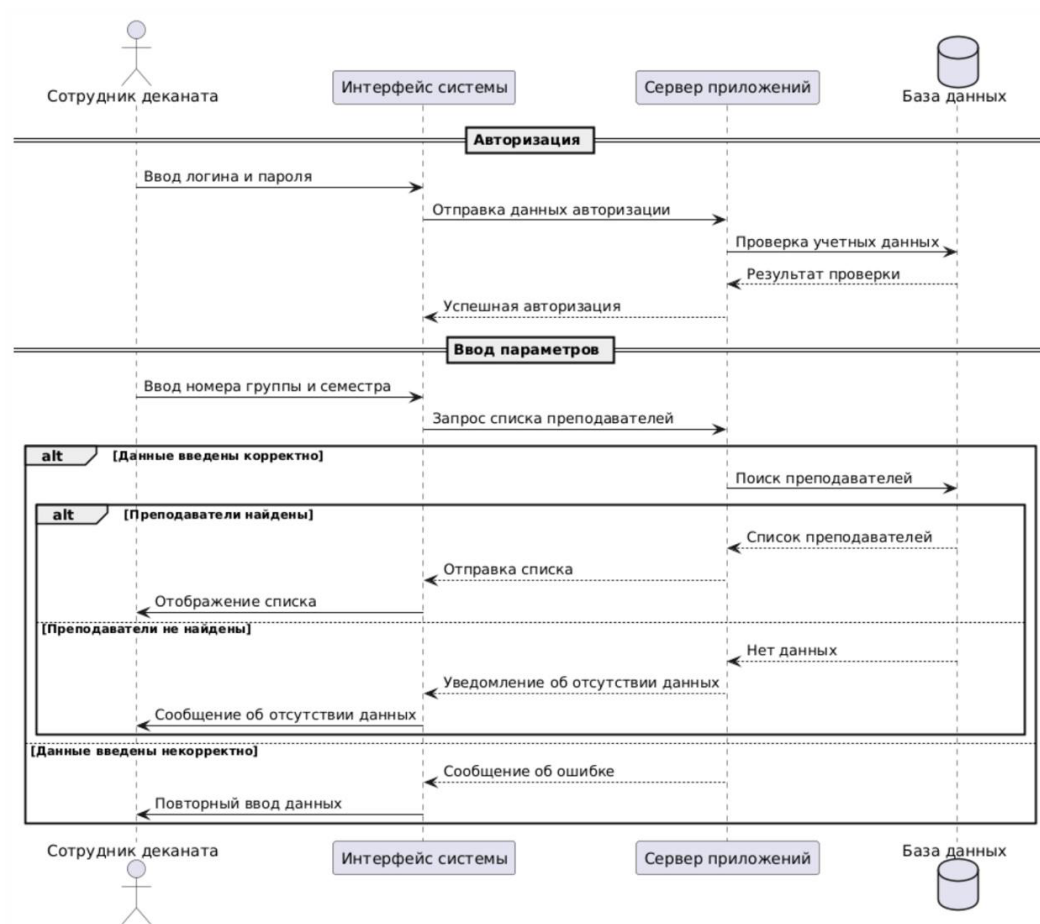 Сотрудник деканата
Интерфейс системы
Сервер приложений
База данных
Авторизация
Ввод логина и пароля
Отправка данных авторизации
Проверка учетных данных
Результат проверки
Успешная авторизация
Ввод параметров
Ввод номера группы и семестра
Запрос списка преподавателей
alt [Данные введены корректно]
Поиск преподавателей
alt [Преподаватели найдены]
Список преподавателей
Отправка списка
Отображение списка
[Преподаватели не найдены]
Нет данных
Уведомление об отсутствии данных
Сообщение об отсутствии данных
[Данные введены некорректно]
Сообщение об ошибке
Повторный ввод данных
Сотрудник деканата
Интерфейс системы
Сервер приложений
База данных